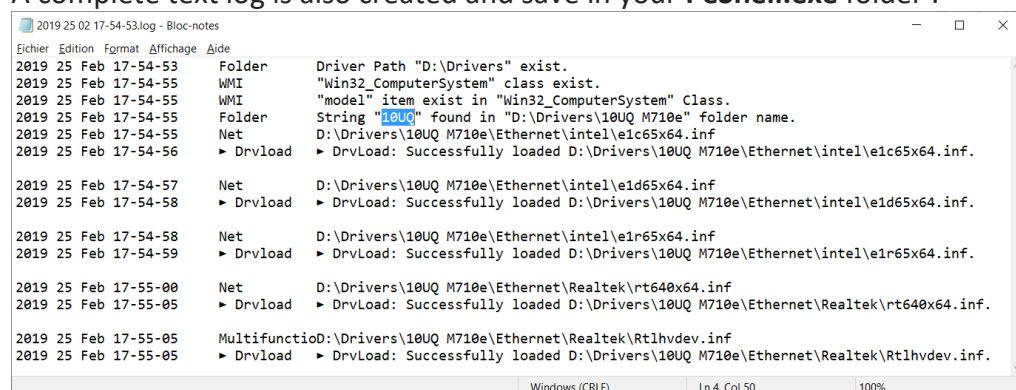 A complete text log is also created and save in your folder .
2019 25 02 17-54-53.log - Bloc-notes
Fichier Edition Format Affichage Aide
2019 25 Feb 17-54-53 Folder Driver Path "D:\Drivers" exist.
2019 25 Feb 17-54-55 WMI "Win32_ComputerSystem" class exist.
2019 25 Feb 17-54-55 WMI "model" item exist in "Win32_ComputerSystem" Class.
2019 25 Feb 17-54-55 Folder String "10UQ" found in "D:\Drivers\10UQ M710e" folder name.
2019 25 Feb 17-54-55 Net D:\Drivers\10UQ M710e\Ethernet\intel\e1c65x64.inf
2019 25 Feb 17-54-56 ► Drvload ► DrvLoad: Successfully loaded D:\Drivers\10UQ M710e\Ethernet\intel\e1c65x64.inf.
2019 25 Feb 17-54-57 Net D:\Drivers\10UQ M710e\Ethernet\intel\e1d65x64.inf
2019 25 Feb 17-54-58 ► Drvload ► DrvLoad: Successfully loaded D:\Drivers\10UQ M710e\Ethernet\intel\e1d65x64.inf.
2019 25 Feb 17-54-58 Net D:\Drivers\10UQ M710e\Ethernet\intel\e1r65x64.inf
2019 25 Feb 17-54-59 ► Drvload ► DrvLoad: Successfully loaded D:\Drivers\10UQ M710e\Ethernet\intel\e1r65x64.inf.
2019 25 Feb 17-55-00 Net D:\Drivers\10UQ M710e\Ethernet\Realtek\rt640x64.inf
2019 25 Feb 17-55-05 ► Drvload ► DrvLoad: Successfully loaded D:\Drivers\10UQ M710e\Ethernet\Realtek\rt640x64.inf.
2019 25 Feb 17-55-05 MultifunctioD:\Drivers\10UQ M710e\Ethernet\Realtek\Rtlhvdev.inf
2019 25 Feb 17-55-05 ► Drvload ► DrvLoad: Successfully loaded D:\Drivers\10UQ M710e\Ethernet\Realtek\Rtlhvdev.inf.
Windows (CRLF) Ln 4, Col 50 100%